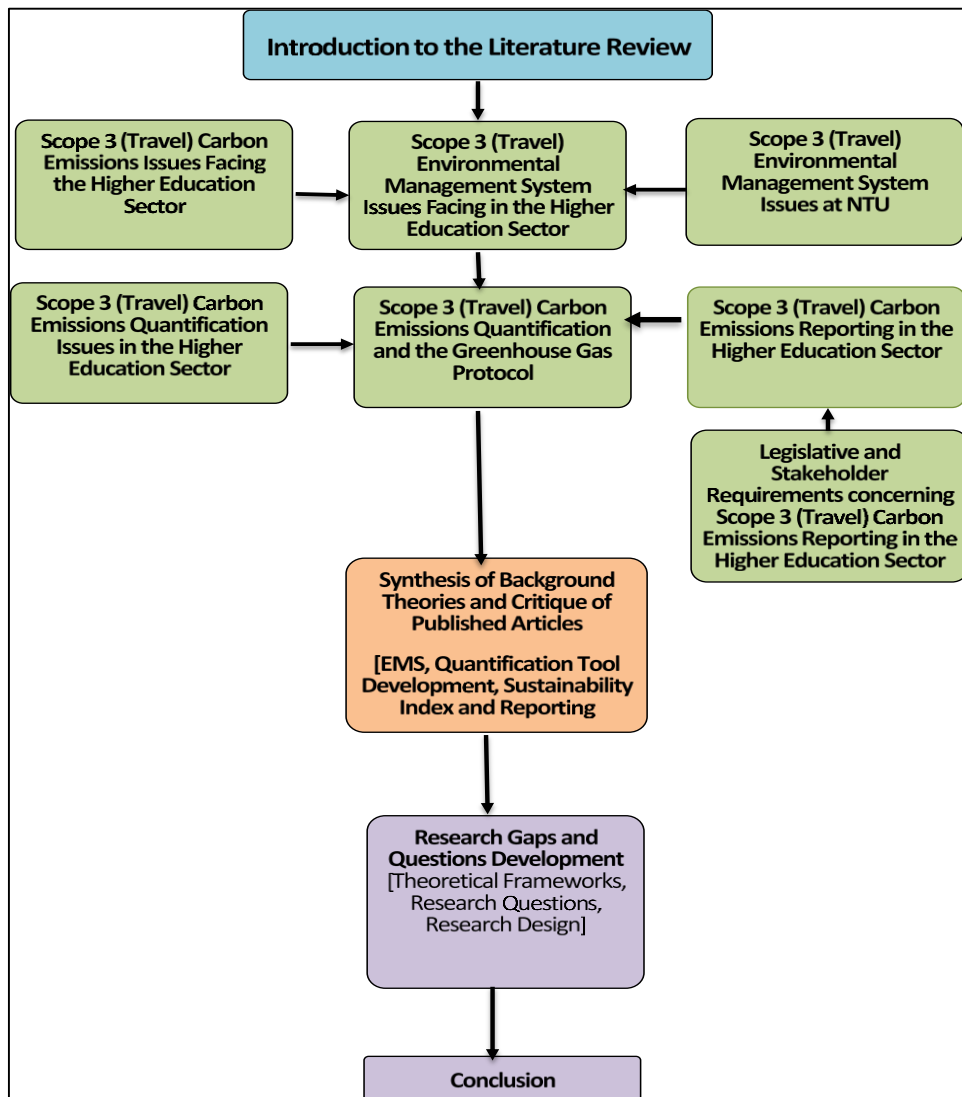 Introduction to the Literature Review
Scope 3 (Travel) Carbon
Emissions Issues Facing
the Higher Education
Sector
Scope 3 (Travel)
Environmental
Management System
Issues Facing in the Higher
Education Sector
Scope 3 (Travel)
Environmental
Management System
Issues at NTU
Scope 3 (Travel) Carbon
Emissions Quantification
Issues in the Higher
Education Sector
Scope 3 (Travel) Carbon
Emissions Quantification
and the Greenhouse Gas
Protocol
Scope 3 (Travel) Carbon
Emissions Reporting in the
Higher Education Sector
Legislative and
Stakeholder
Requirements concerning
Scope 3 (Travel) Carbon
Emissions Reporting in the
Higher Education Sector
Synthesis of Background
Theories and Critique of
Published Articles
[EMS, Quantification Tool
Development, Sustainability
Index and Reporting
Research Gaps and
Questions Development
[Theoretical Frameworks,
Research Questions,
Research Design]
Conclusion